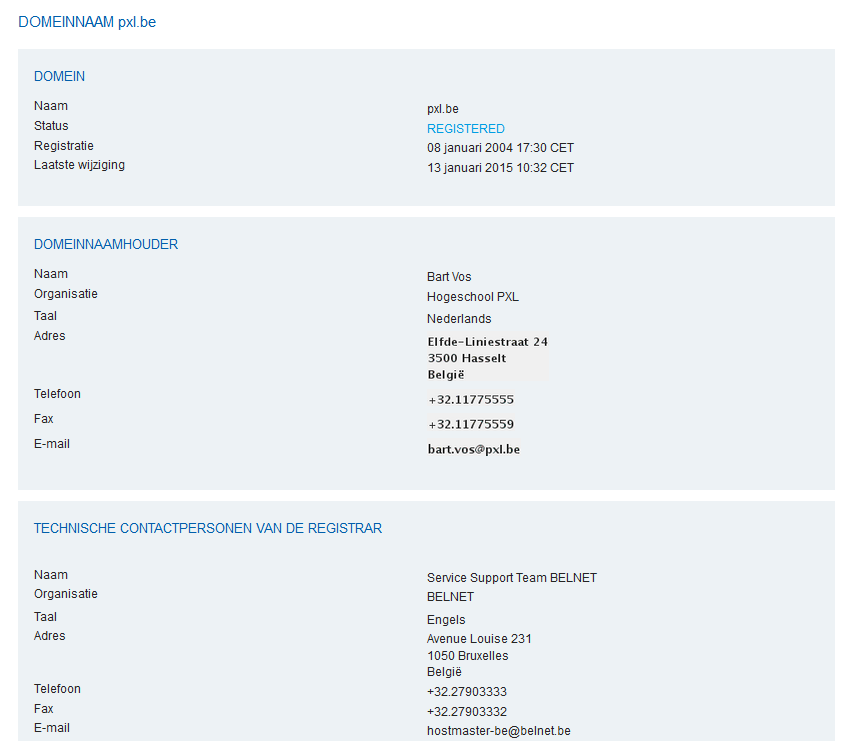 DOMEINNAAM pxl.be
DOMEIN
Naam pxl.be
Status REGISTERED
Registratie 08 januari 2004 17:30 CET
Laatste wijziging 13 januari 2015 10:32 CET
DOMEINNAAMHOUDER
Naam Bart Vos
Organisatie Hogeschool PXL
Taal Nederlands
Adres Elfde-Liniestraat 24
3500 Hasselt
België
Telefoon +32.11775555
Fax +32.11775559
E-mail bart.vos@pxl.be
TECHNISCHE CONTACTPERSONEN VAN DE REGISTRAR
Naam Service Support Team BELNET
Organisatie BELNET
Taal Engels
Adres Avenue Louise 231
1050 Bruxelles
België
Telefoon +32.27903333
Fax +32.27903332
E-mail hostmaster-be@belnet.be